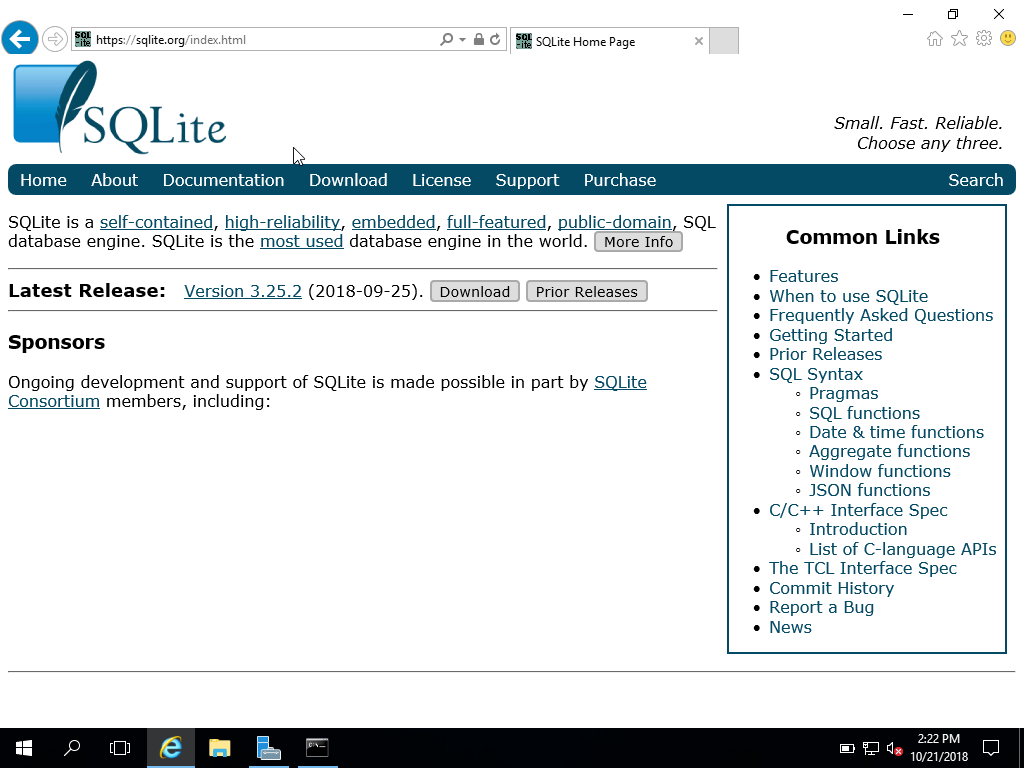 https://sqlite.org/index.html
SQLite Home Page
SQLite
Small. Fast. Reliable.
Choose any three.
Home About Documentation Download License Support Purchase Search
SQLite is a self-contained, high-reliability, embedded, full-featured, public-domain, SQL
database engine. SQLite is the most used database engine in the world. More Info
Latest Release: Version 3.25.2 (2018-09-25). Download Prior Releases
Sponsors
Ongoing development and support of SQLite is made possible in part by SQLite
Consortium members, including:
Common Links
Features
When to use SQLite
Frequently Asked Questions
Getting Started
Prior Releases
SQL Syntax
Pragmas
SQL functions
Date & time functions
Aggregate functions
Window functions
JSON functions
C/C++ Interface Spec
Introduction
List of C-language APIs
The TCL Interface Spec
Commit History
Report a Bug
News
2:22 PM
10/21/2018